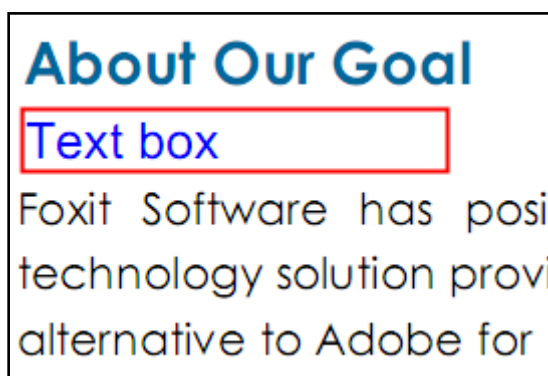 About Our Goal
Text box
Foxit Software has posi
technology solution provi
alternative to Adobe for